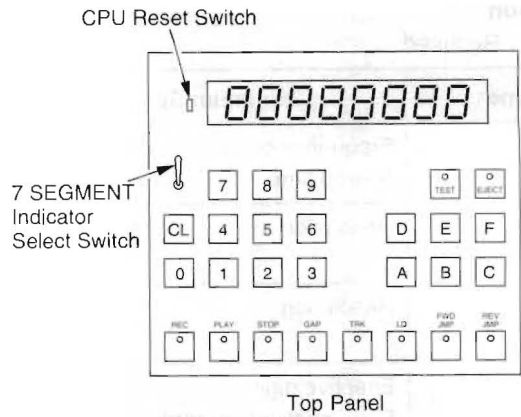 CPU Reset Switch
88888888
7 SEGMENT
Indicator
Select Switch
7 8 9 TEST EJECT
CL 4 5 6 D E F
0 1 2 3 A B C
REC PLAY STOP GAP TRK LQ FWD JMP REV JMP
Top Panel